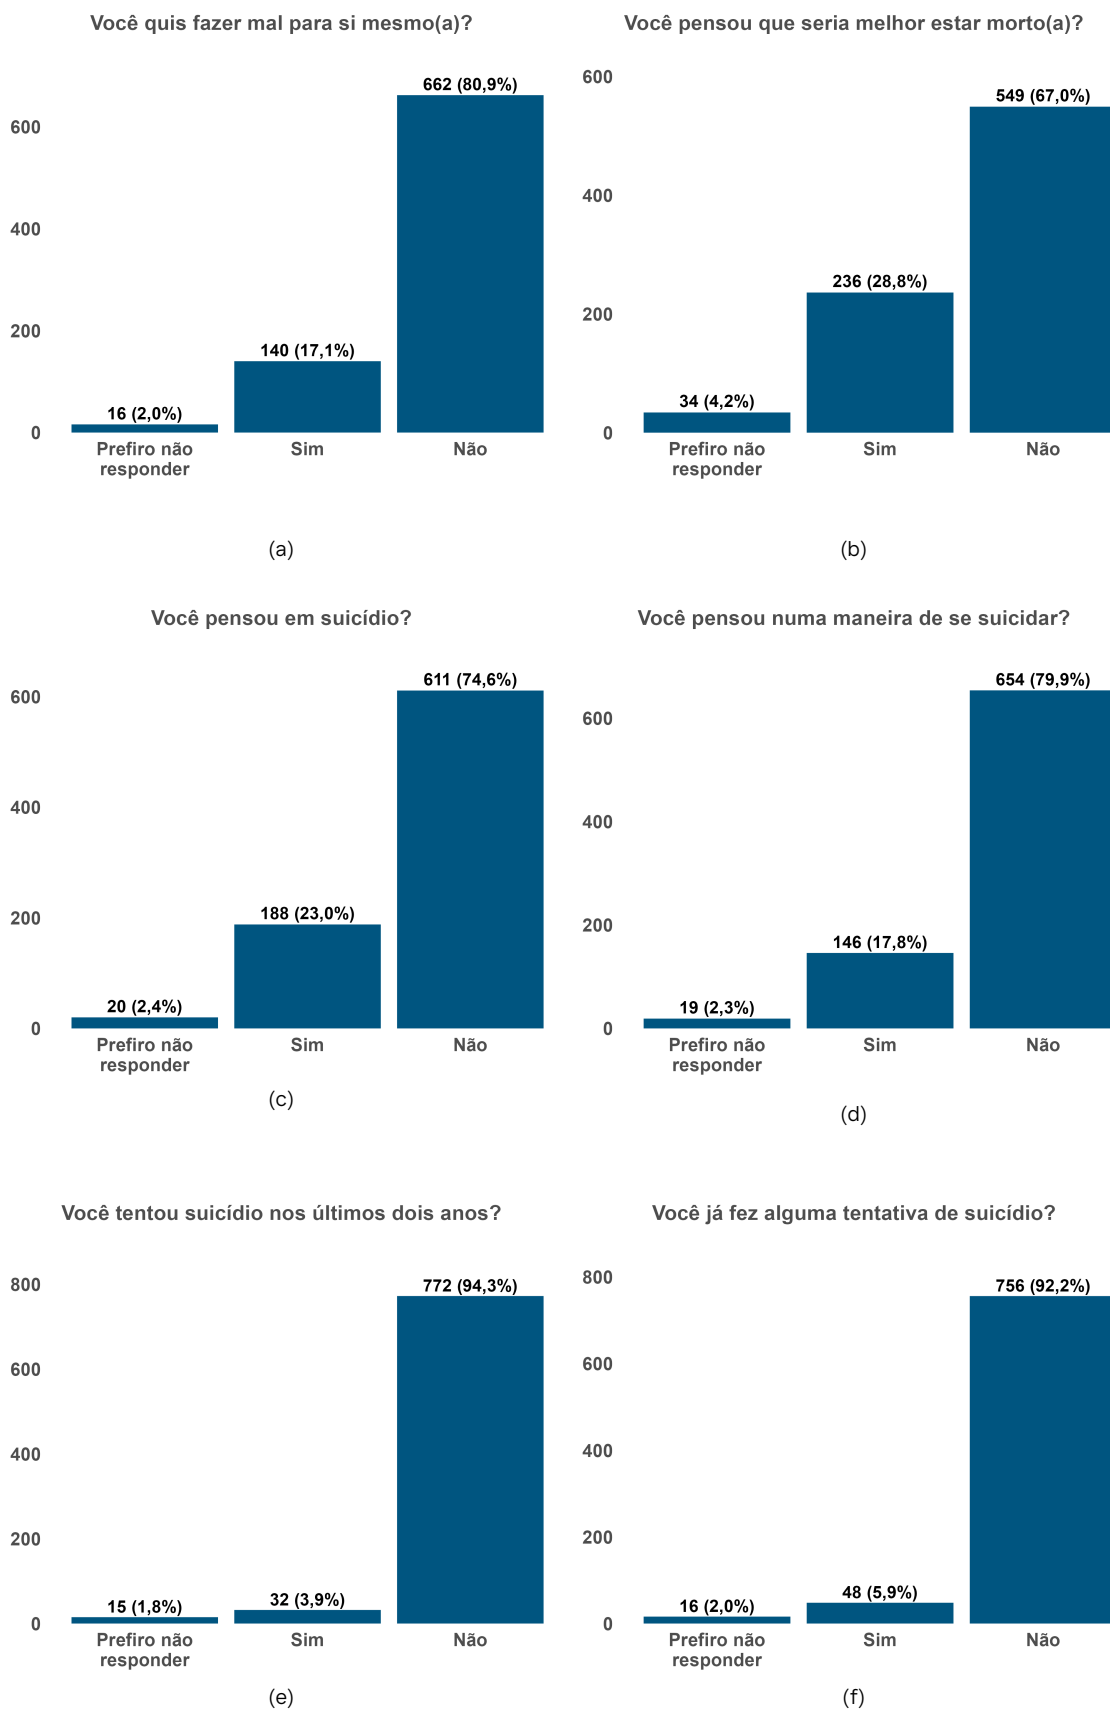 Você quis fazer mal para si mesmo(a)?
662 (80,9%)
600
400
200
140 (17,1%)
16 (2,0%)
0
Prefiro não
responder
Sim
Não
(a)
Você pensou que seria melhor estar morto(a)?
600
549 (67,0%)
400
236 (28,8%)
200
34 (4,2%)
0
Prefiro não
responder
Sim
Não
(b)
Você pensou em suicídio?
611 (74,6%)
600
400
200
188 (23,0%)
20 (2,4%)
0
Prefiro não
responder
Sim
Não
(c)
Você pensou numa maneira de se suicidar?
654 (79,9%)
600
400
200
146 (17,8%)
19 (2,3%)
0
Prefiro não
responder
Sim
Não
(d)
Você tentou suicídio nos últimos dois anos?
800
772 (94,3%)
600
400
200
32 (3,9%)
15 (1,8%)
0
Prefiro não
responder
Sim
Não
(e)
Você já fez alguma tentativa de suicídio?
800
756 (92,2%)
600
400
200
48 (5,9%)
16 (2,0%)
0
Prefiro não
responder
Sim
Não
(f)